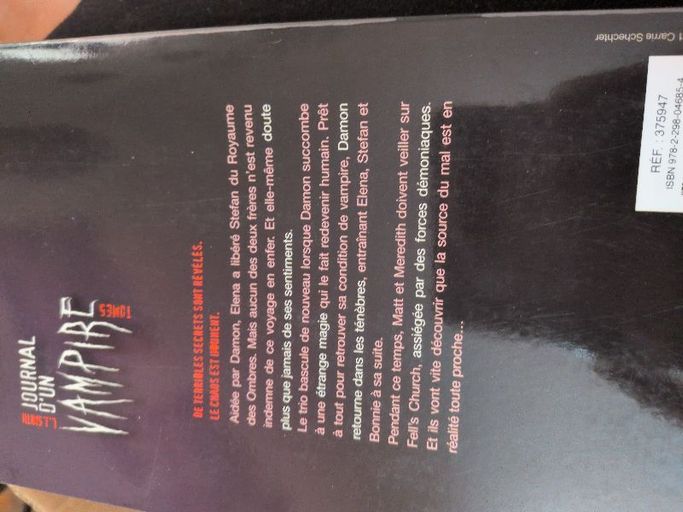 L.J. SMITH
JOURNAL
D'UN
VAMPIRE
TOME 5
DE TERRIBLES SECRETS SONT RÉVÉLÉS.
LE CHAOS EST IMMINENT.
Aidée par Damon, Elena a libéré Stefan du Royaume
des Ombres. Mais aucun des deux frères n'est revenu
indemne de ce voyage en enfer. Et elle-même doute
plus que jamais de ses sentiments.
Le trio bascule de nouveau lorsque Damon succombe
à une étrange magie qui le fait redevenir humain. Prêt
à tout pour retrouver sa condition de vampire, Damon
retourne dans les ténèbres, entraînant Elena, Stefan et
Bonnie à sa suite.
Pendant ce temps, Matt et Meredith doivent veiller sur
Fell's Church, assiégée par des forces démoniaques.
Et ils vont vite découvrir que la source du mal est en
réalité toute proche...
Carrie Schechter
RÉF. : 375947
ISBN 978-2-298-04685-4